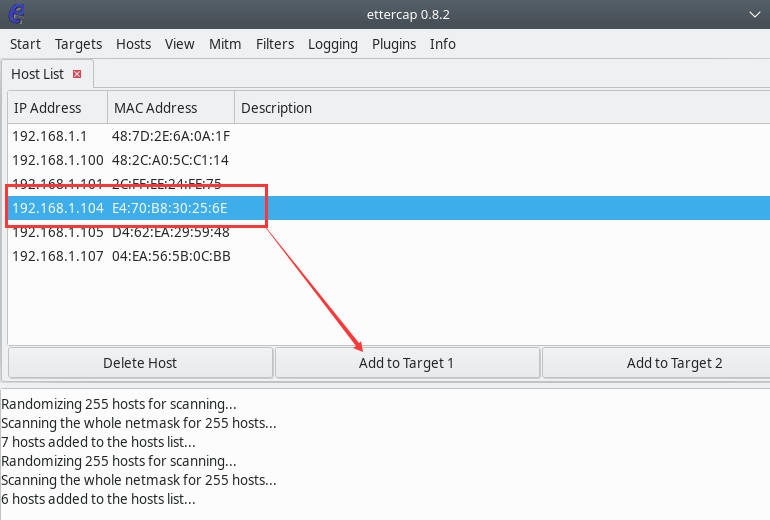 ettercap 0.8.2
Start Targets Hosts View Mitm Filters Logging Plugins Info
Host List
IP Address MAC Address Description
192.168.1.1 48:7D:2E:6A:0A:1F
192.168.1.100 48:2C:A0:5C:C1:14
192.168.1.101 2C:FF:EE:24:FE:75
192.168.1.104 E4:70:B8:30:25:6E
192.168.1.105 D4:62:EA:29:59:48
192.168.1.107 04:EA:56:5B:0C:BB
Delete Host Add to Target 1 Add to Target 2
Randomizing 255 hosts for scanning...
Scanning the whole netmask for 255 hosts...
7 hosts added to the hosts list...
Randomizing 255 hosts for scanning...
Scanning the whole netmask for 255 hosts...
6 hosts added to the hosts list...